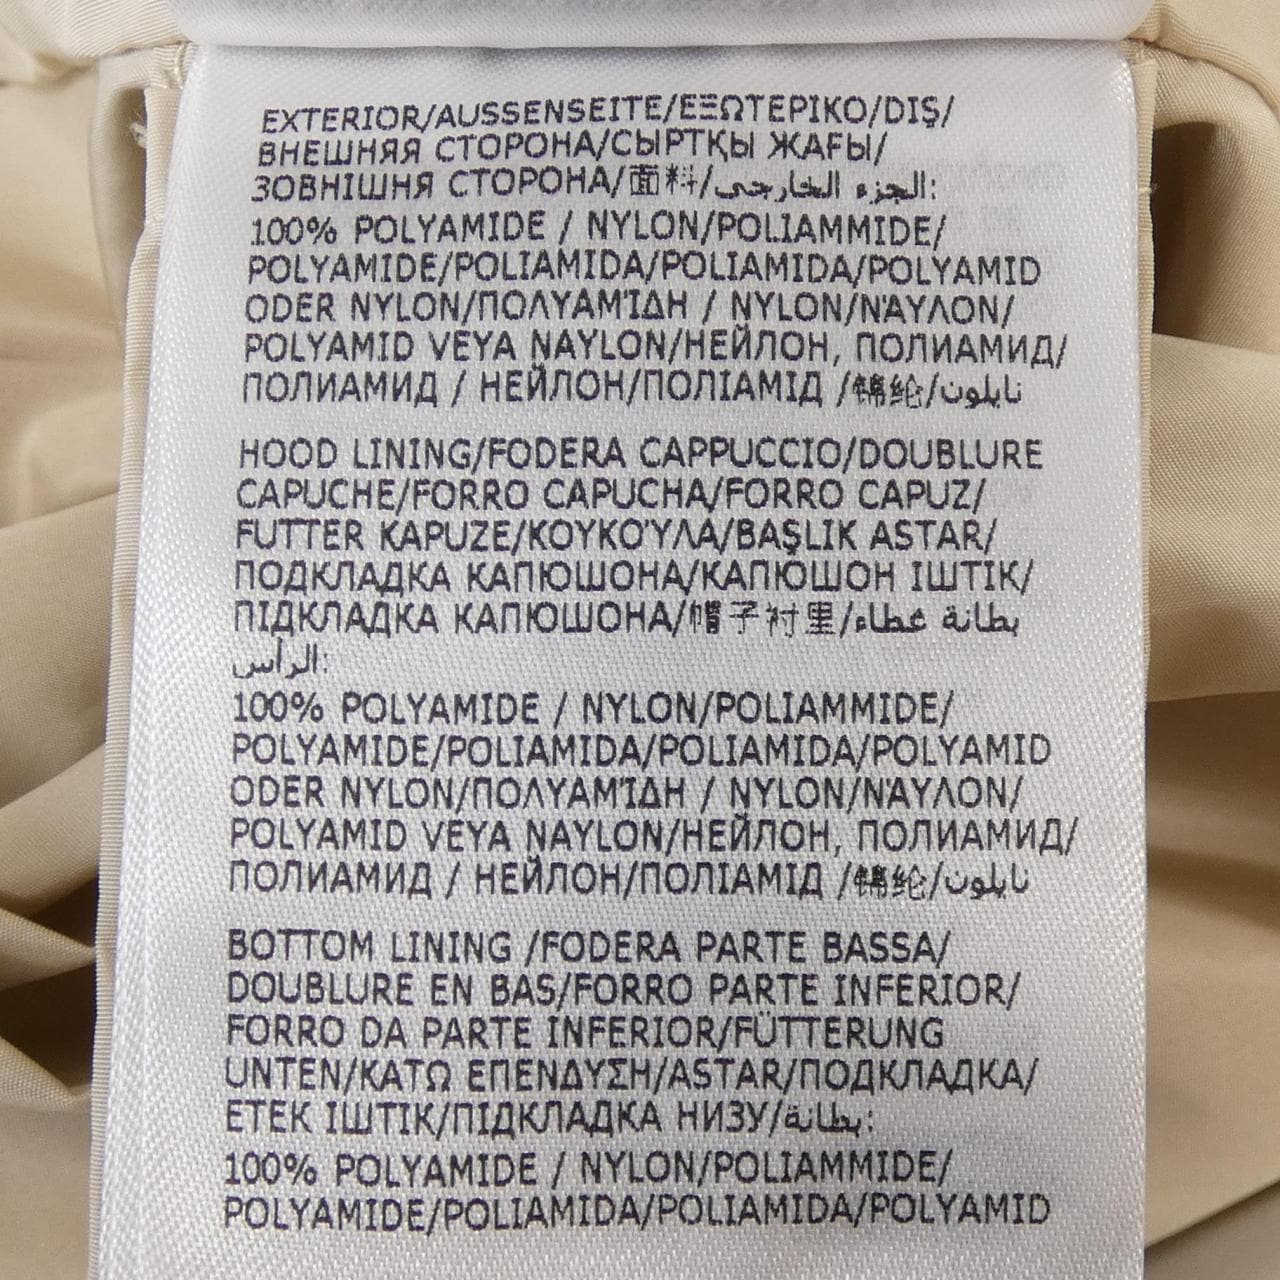 EXTERIOR/AUSSENSEITE/ΕΞΩΤΕΡΙΚΟ/DIŞ/
ВНЕШНЯЯ СТОРОНА/СЫРТҚЫ ЖАҒЫ/
ЗОВНІШНЯ СТОРОНА/面料/الجزء الخارجي:
100% POLYAMIDE / NYLON/POLIAMMIDE/
POLYAMIDE/POLIAMIDA/POLIAMIDA/POLYAMID
ODER NYLON/ΠΟΛΥΑΜΊΔΗ / NYLON/ΝΆΥΛΟΝ/
POLYAMID VEYA NAYLON/НЕЙЛОН, ПОЛИАМИД/
ПОЛИАМИД / НЕЙЛОН/ПОЛІАМІД /锦纶/نايلون
HOOD LINING/FODERA CAPPUCCIO/DOUBLURE
CAPUCHE/FORRO CAPUCHA/FORRO CAPUZ/
FUTTER KAPUZE/ΚΟΥΚΟΎΛΑ/BAŞLIK ASTAR/
ПОДКЛАДКА КАПЮШОНА/КАПЮШОН ІШТІК/
ПІДКЛАДКА КАПЮШОНА/帽子衬里/بطانة غطاء
الرأس:
100% POLYAMIDE / NYLON/POLIAMMIDE/
POLYAMIDE/POLIAMIDA/POLIAMIDA/POLYAMID
ODER NYLON/ΠΟΛΥΑΜΊΔΗ / NYLON/ΝΆΥΛΟΝ/
POLYAMID VEYA NAYLON/НЕЙЛОН, ПОЛИАМИД/
ПОЛИАМИД / НЕЙЛОН/ПОЛІАМІД /锦纶/نايلون
BOTTOM LINING /FODERA PARTE BASSA/
DOUBLURE EN BAS/FORRO PARTE INFERIOR/
FORRO DA PARTE INFERIOR/FÜTTERUNG
UNTEN/ΚΑΤΩ ΕΠΕΝΔΥΣΗ/ASTAR/ПОДКЛАДКА/
ЕТЕК ІШТІК/ПІДКЛАДКА НИЗУ/بطانة:
100% POLYAMIDE / NYLON/POLIAMMIDE/
POLYAMIDE/POLIAMIDA/POLIAMIDA/POLYAMID